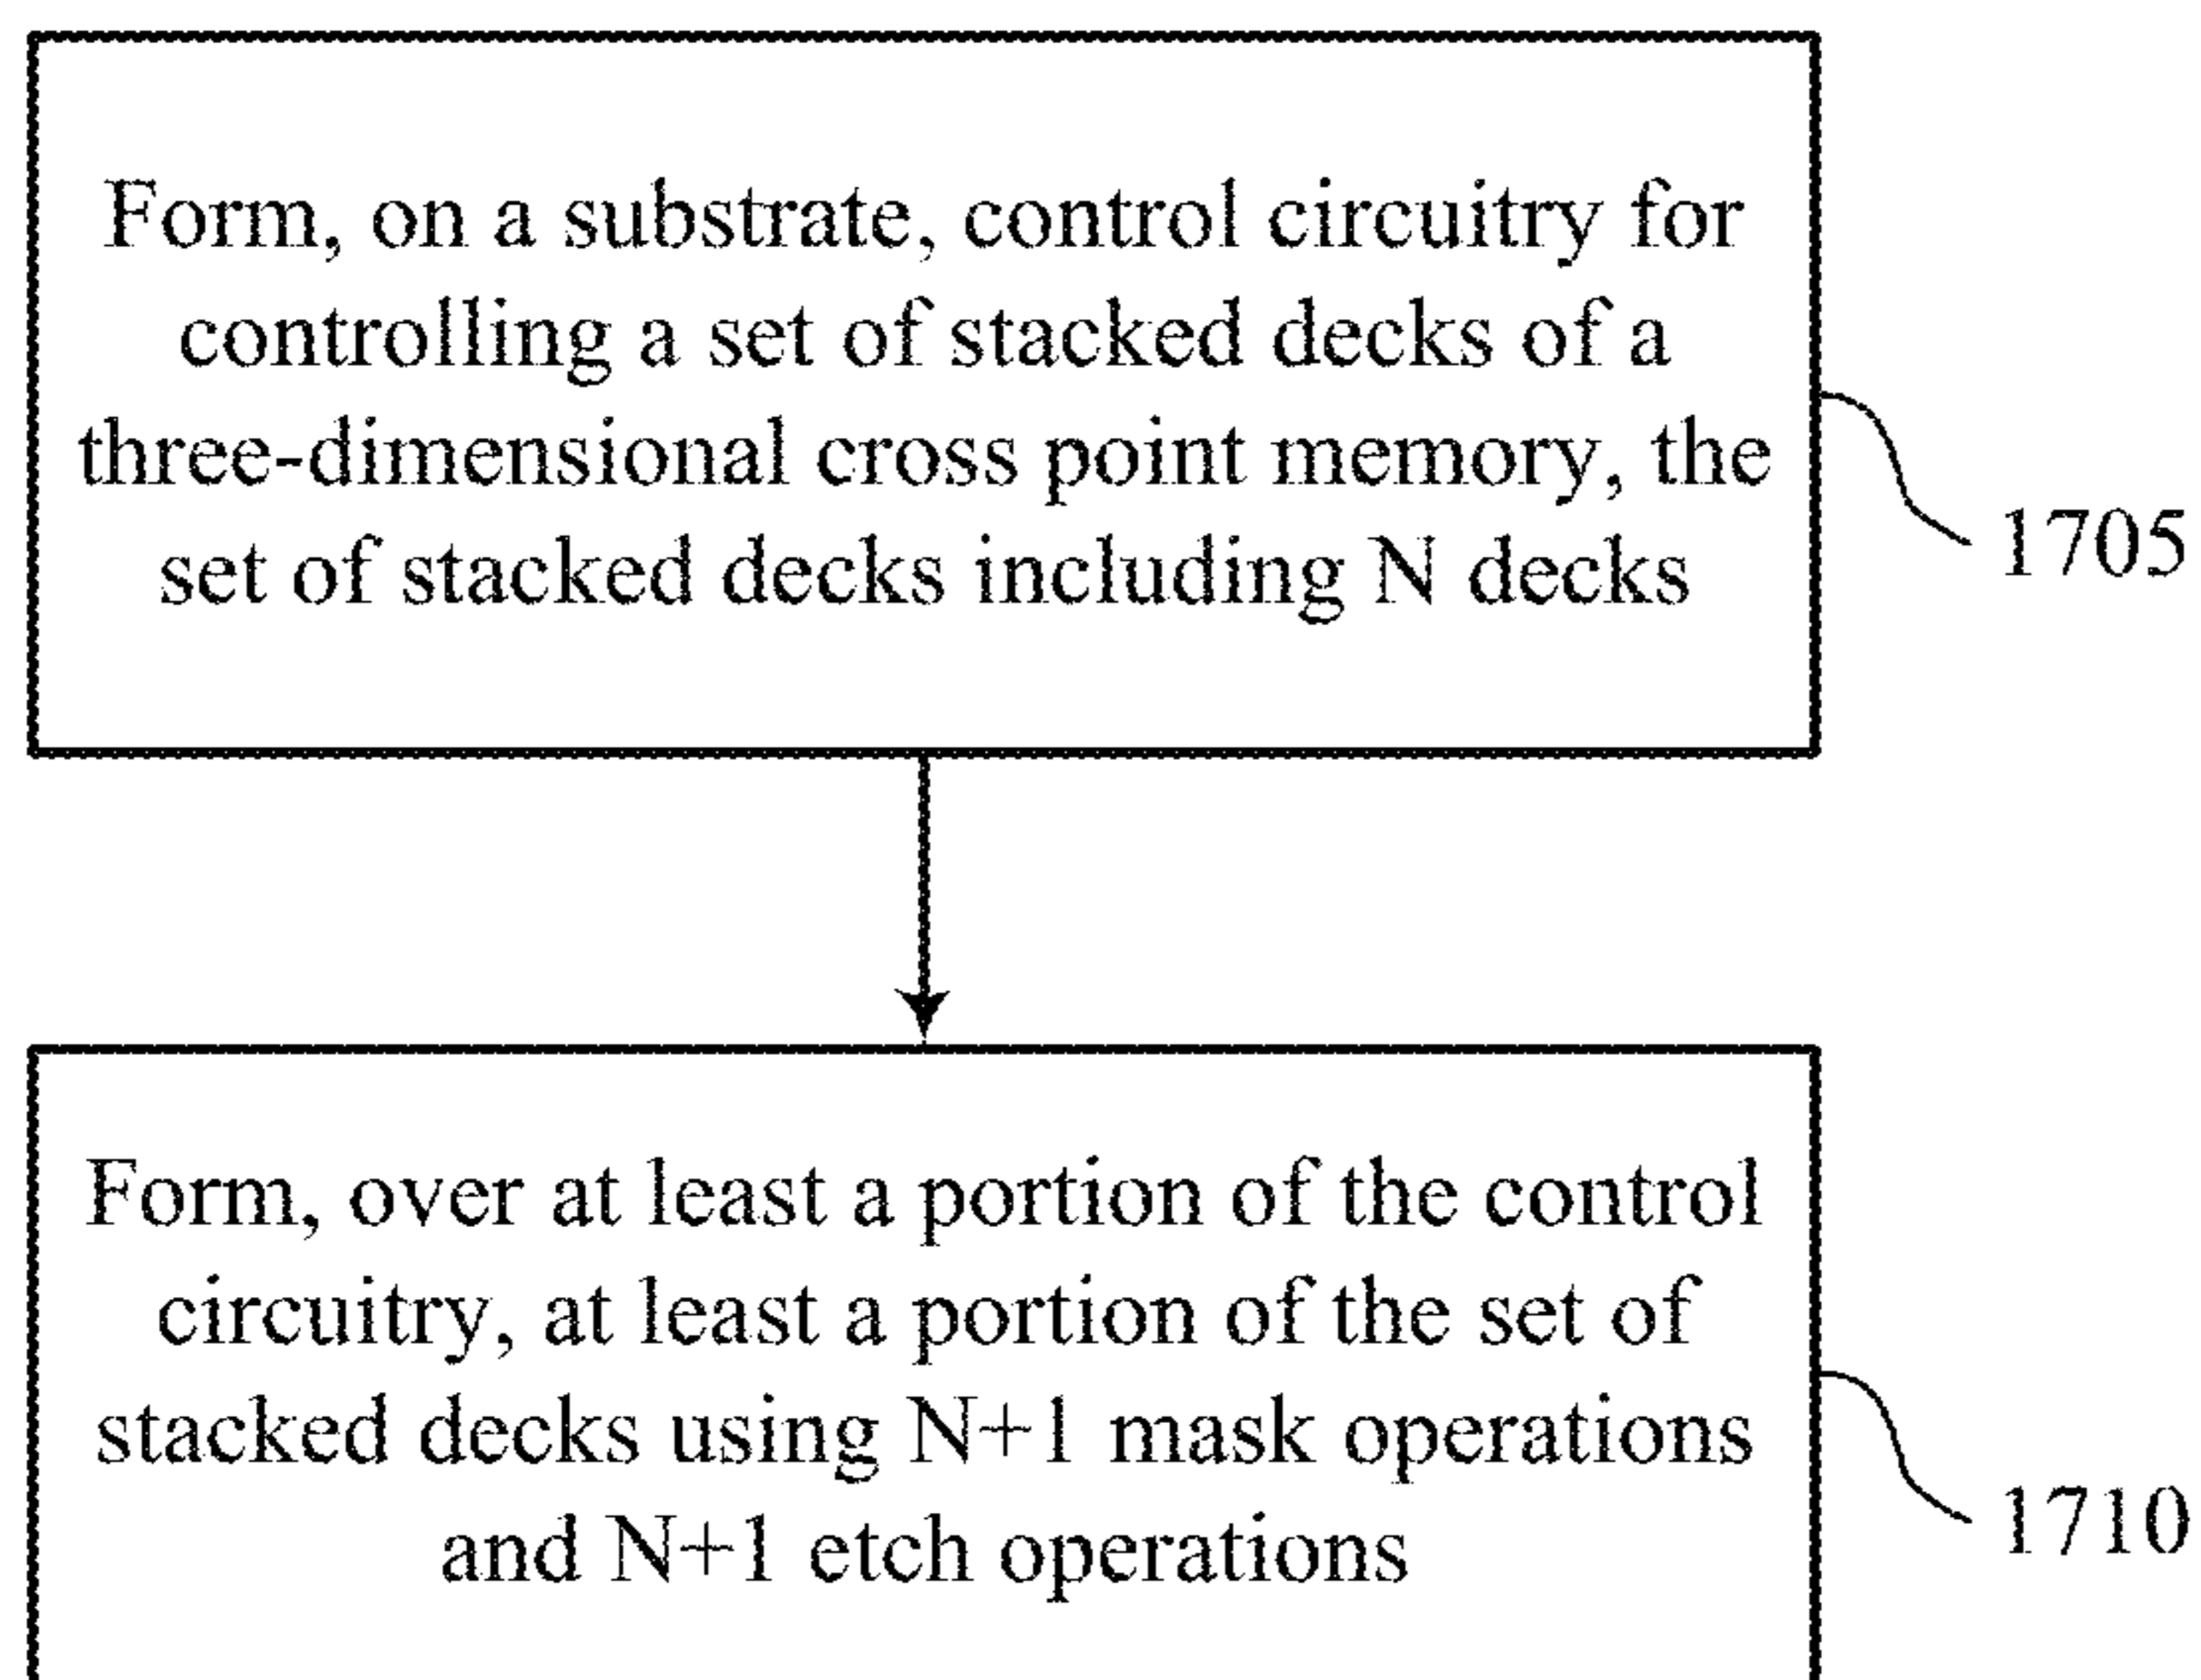 Form, on a substrate, control circuitry for
controlling a set of stacked decks of a
three-dimensional cross point memory, the
set of stacked decks including N decks
1705
Form, over at least a portion of the control
circuitry, at least a portion of the set of
stacked decks using N+1 mask operations
and N+1 etch operations
1710